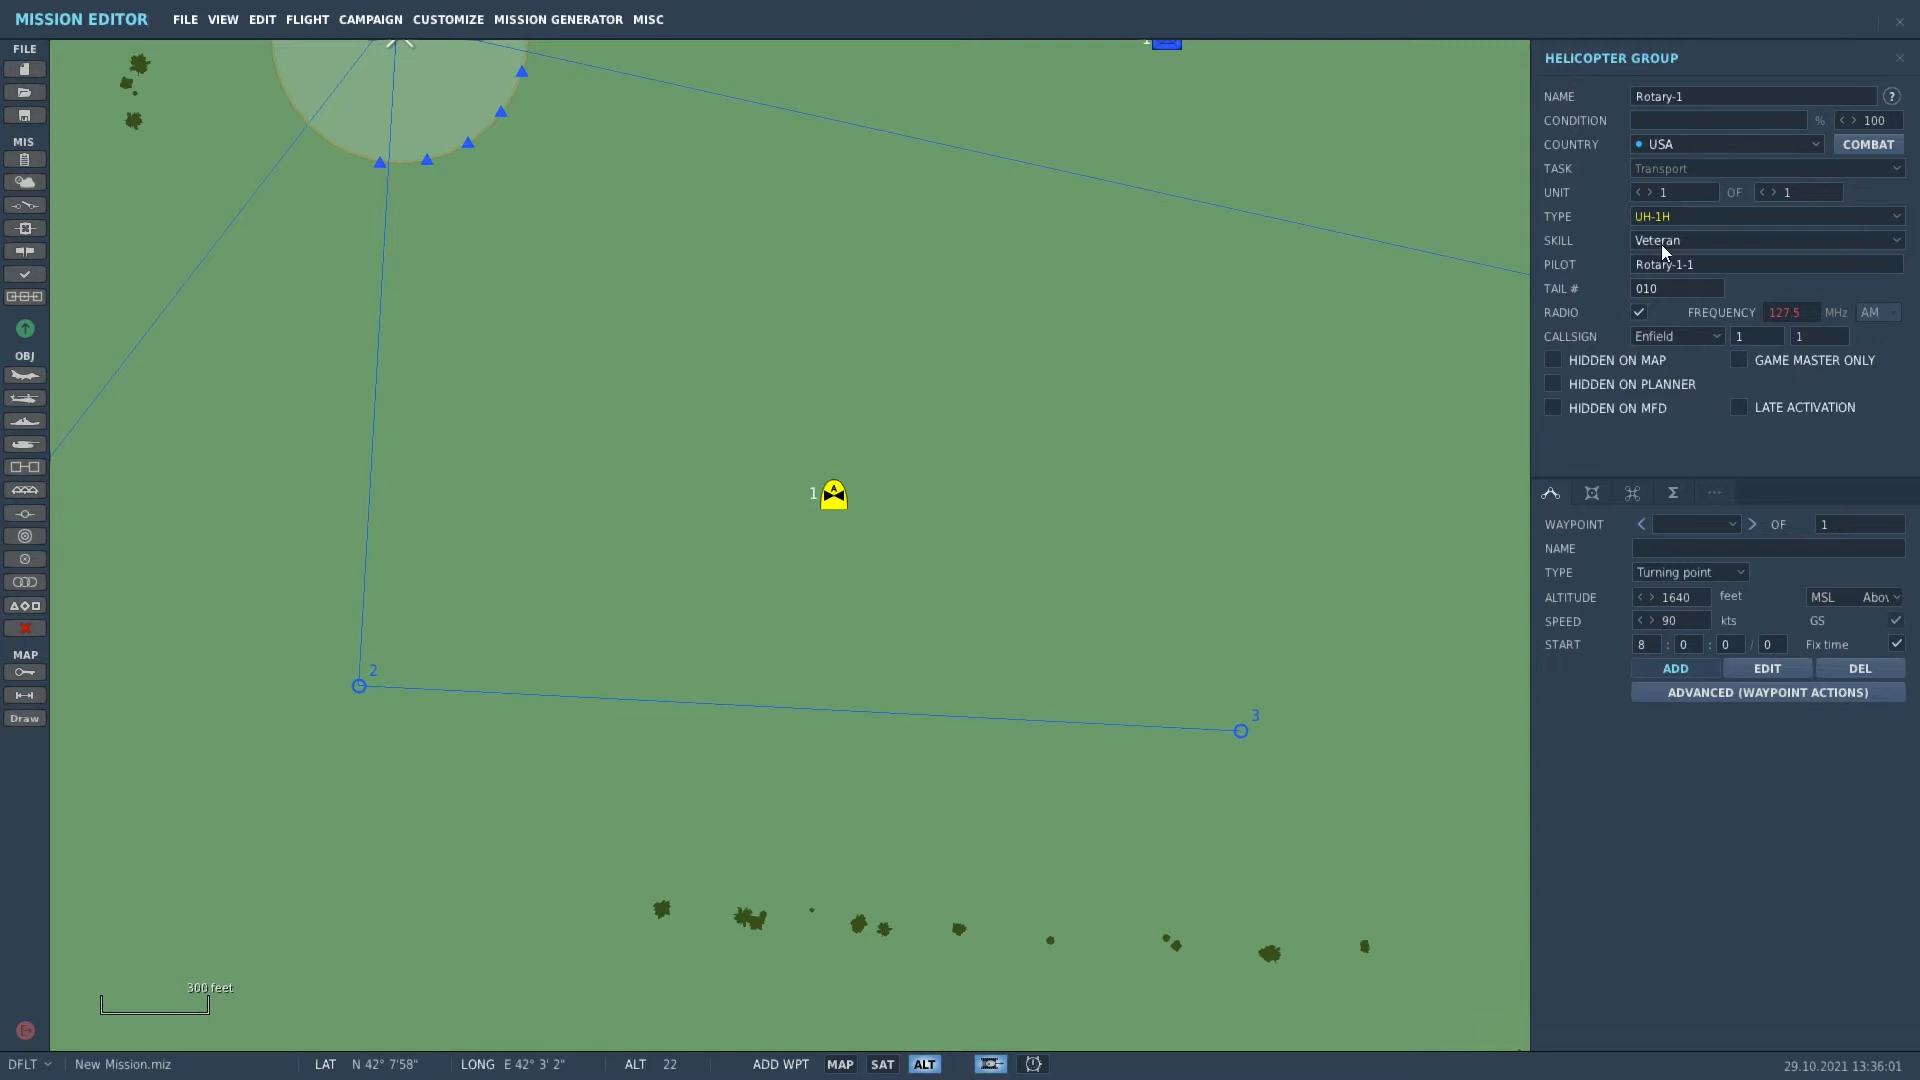 MISSION EDITOR FILE VIEW EDIT FLIGHT CAMPAIGN CUSTOMIZE MISSION GENERATOR MISC
FILE
MIS
OBJ
MAP
Draw
1
2
3
1
A
300 feet
HELICOPTER GROUP
NAME Rotary-1 ?
CONDITION % < > 100
COUNTRY USA COMBAT
TASK Transport
UNIT < > 1 OF < > 1
TYPE UH-1H
SKILL Veteran
PILOT Rotary-1-1
TAIL # 010
RADIO FREQUENCY 127.5 MHz AM
CALLSIGN Enfield 1 1
HIDDEN ON MAP GAME MASTER ONLY
HIDDEN ON PLANNER
HIDDEN ON MFD LATE ACTIVATION
WAYPOINT < > OF 1
NAME
TYPE Turning point
ALTITUDE < > 1640 feet MSL Abov
SPEED < > 90 kts GS
START 8 : 0 : 0 / 0 Fix time
ADD EDIT DEL
ADVANCED (WAYPOINT ACTIONS)
DFLT New Mission.miz LAT N 42° 7'58" LONG E 42° 3' 2" ALT 22 ADD WPT MAP SAT ALT 29.10.2021 13:36:01